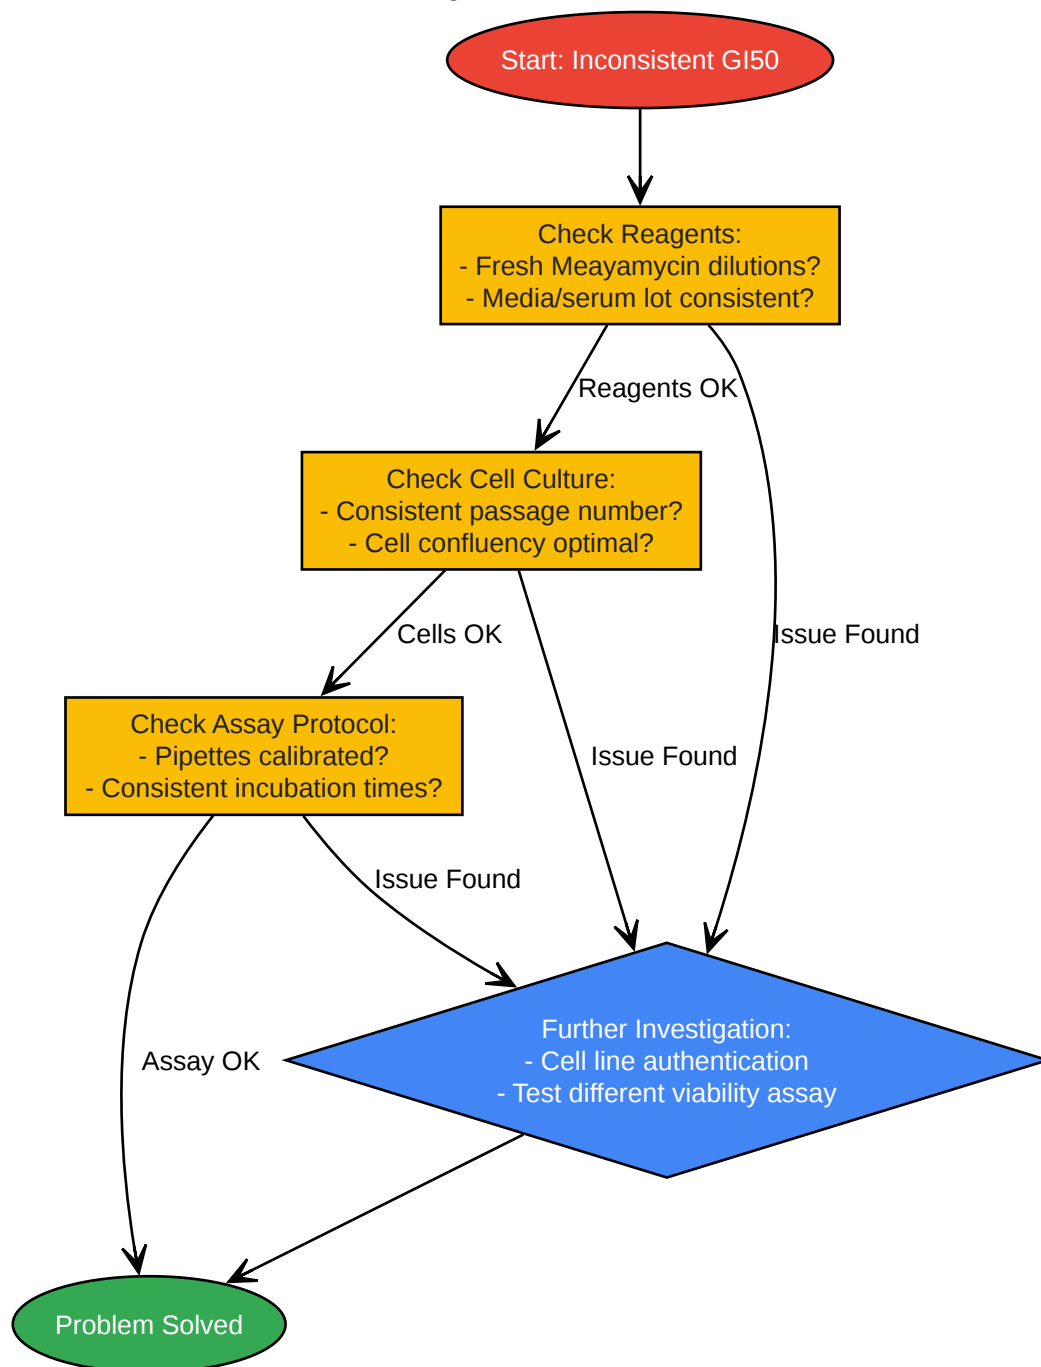 Start: Inconsistent GI50
Check Reagents:
- Fresh Meayamycin dilutions?
- Media/serum lot consistent?
Reagents OK
Check Cell Culture:
- Consistent passage number?
- Cell confluency optimal?
Cells OK
Issue Found
Check Assay Protocol:
- Pipettes calibrated?
- Consistent incubation times?
Issue Found
Issue Found
Further Investigation:
- Cell line authentication
- Test different viability assay
Assay OK
Problem Solved